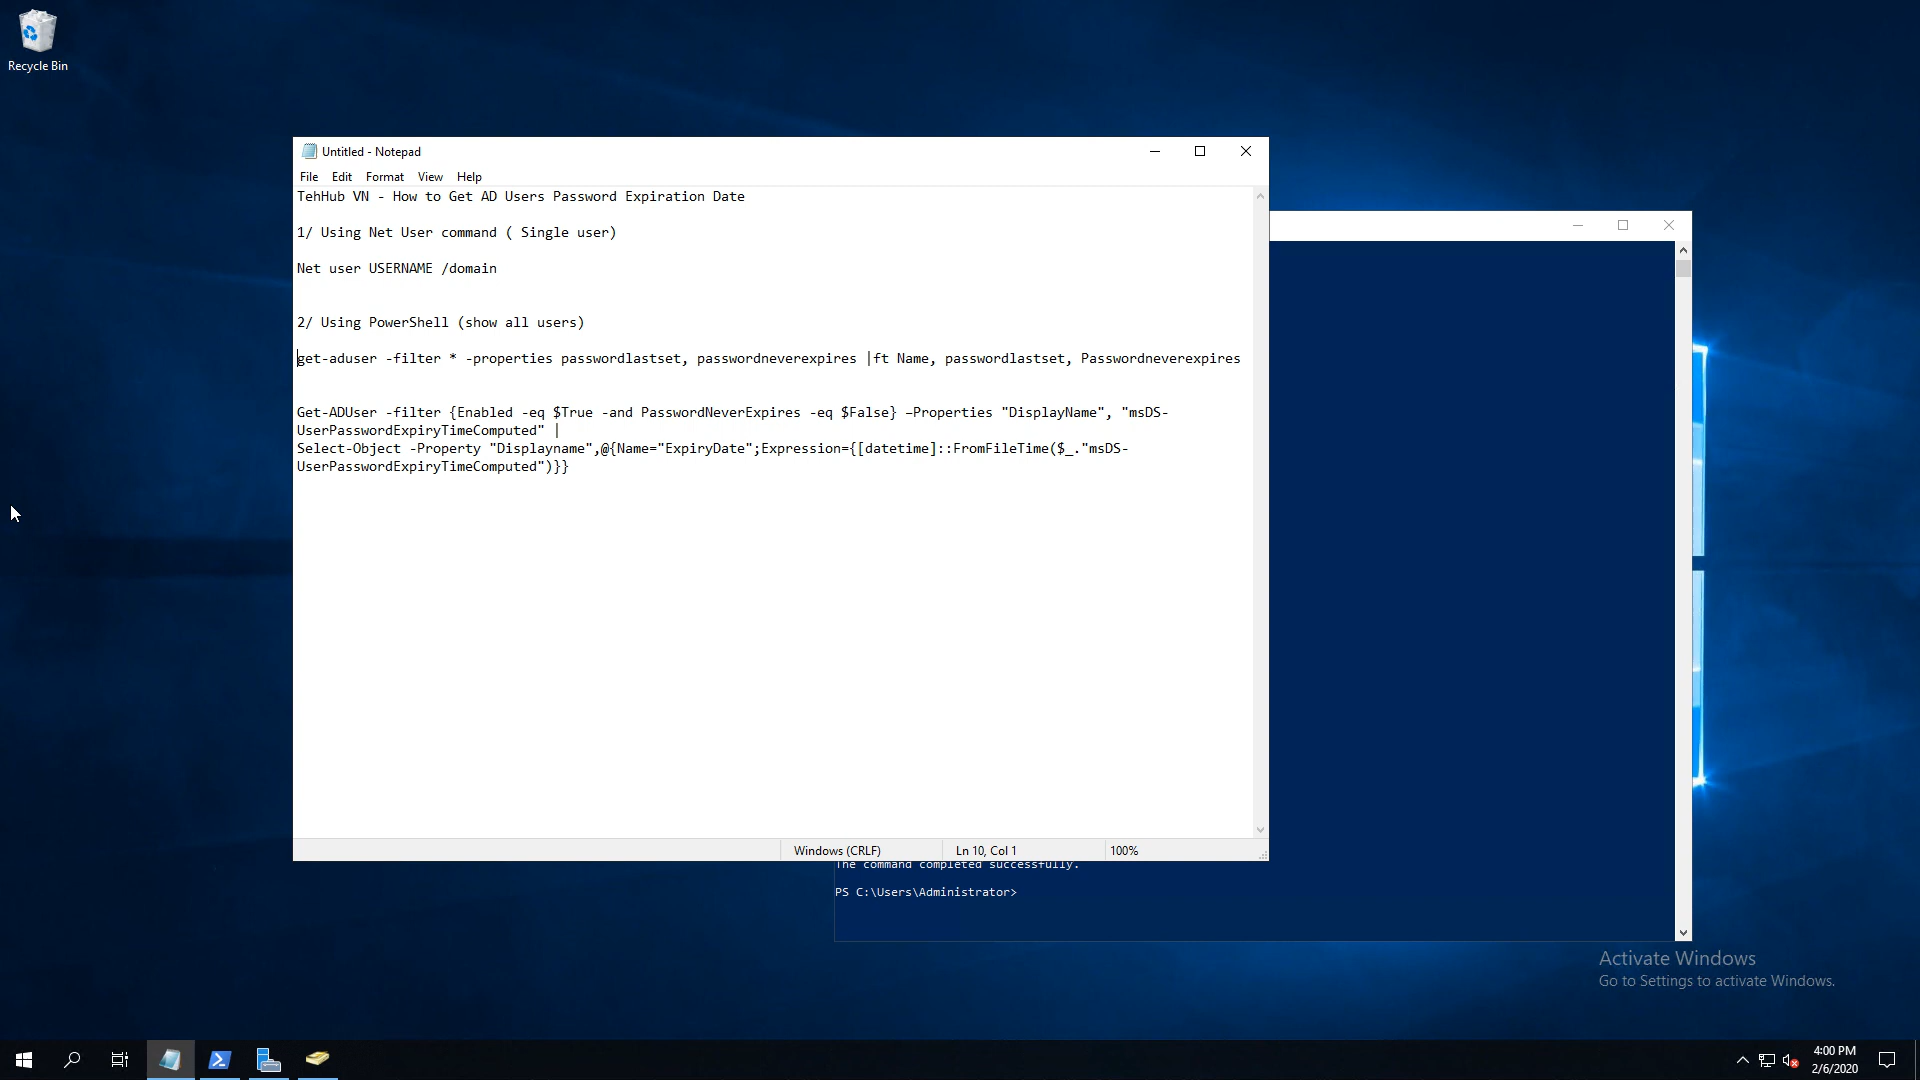 Recycle Bin
Untitled - Notepad
File Edit Format View Help
TehHub VN - How to Get AD Users Password Expiration Date
1/ Using Net User command ( Single user)
Net user USERNAME /domain
2/ Using PowerShell (show all users)
get-aduser -filter * -properties passwordlastset, passwordneverexpires |ft Name, passwordlastset, Passwordneverexpires
Get-ADUser -filter {Enabled -eq $True -and PasswordNeverExpires -eq $False} –Properties "DisplayName", "msDS-
UserPasswordExpiryTimeComputed" |
Select-Object -Property "Displayname",@{Name="ExpiryDate";Expression={[datetime]::FromFileTime($_."msDS-
UserPasswordExpiryTimeComputed")}}
Windows (CRLF) Ln 10, Col 1 100%
The command completed successfully.
PS C:\Users\Administrator>
Activate Windows
Go to Settings to activate Windows.
4:00 PM
2/6/2020